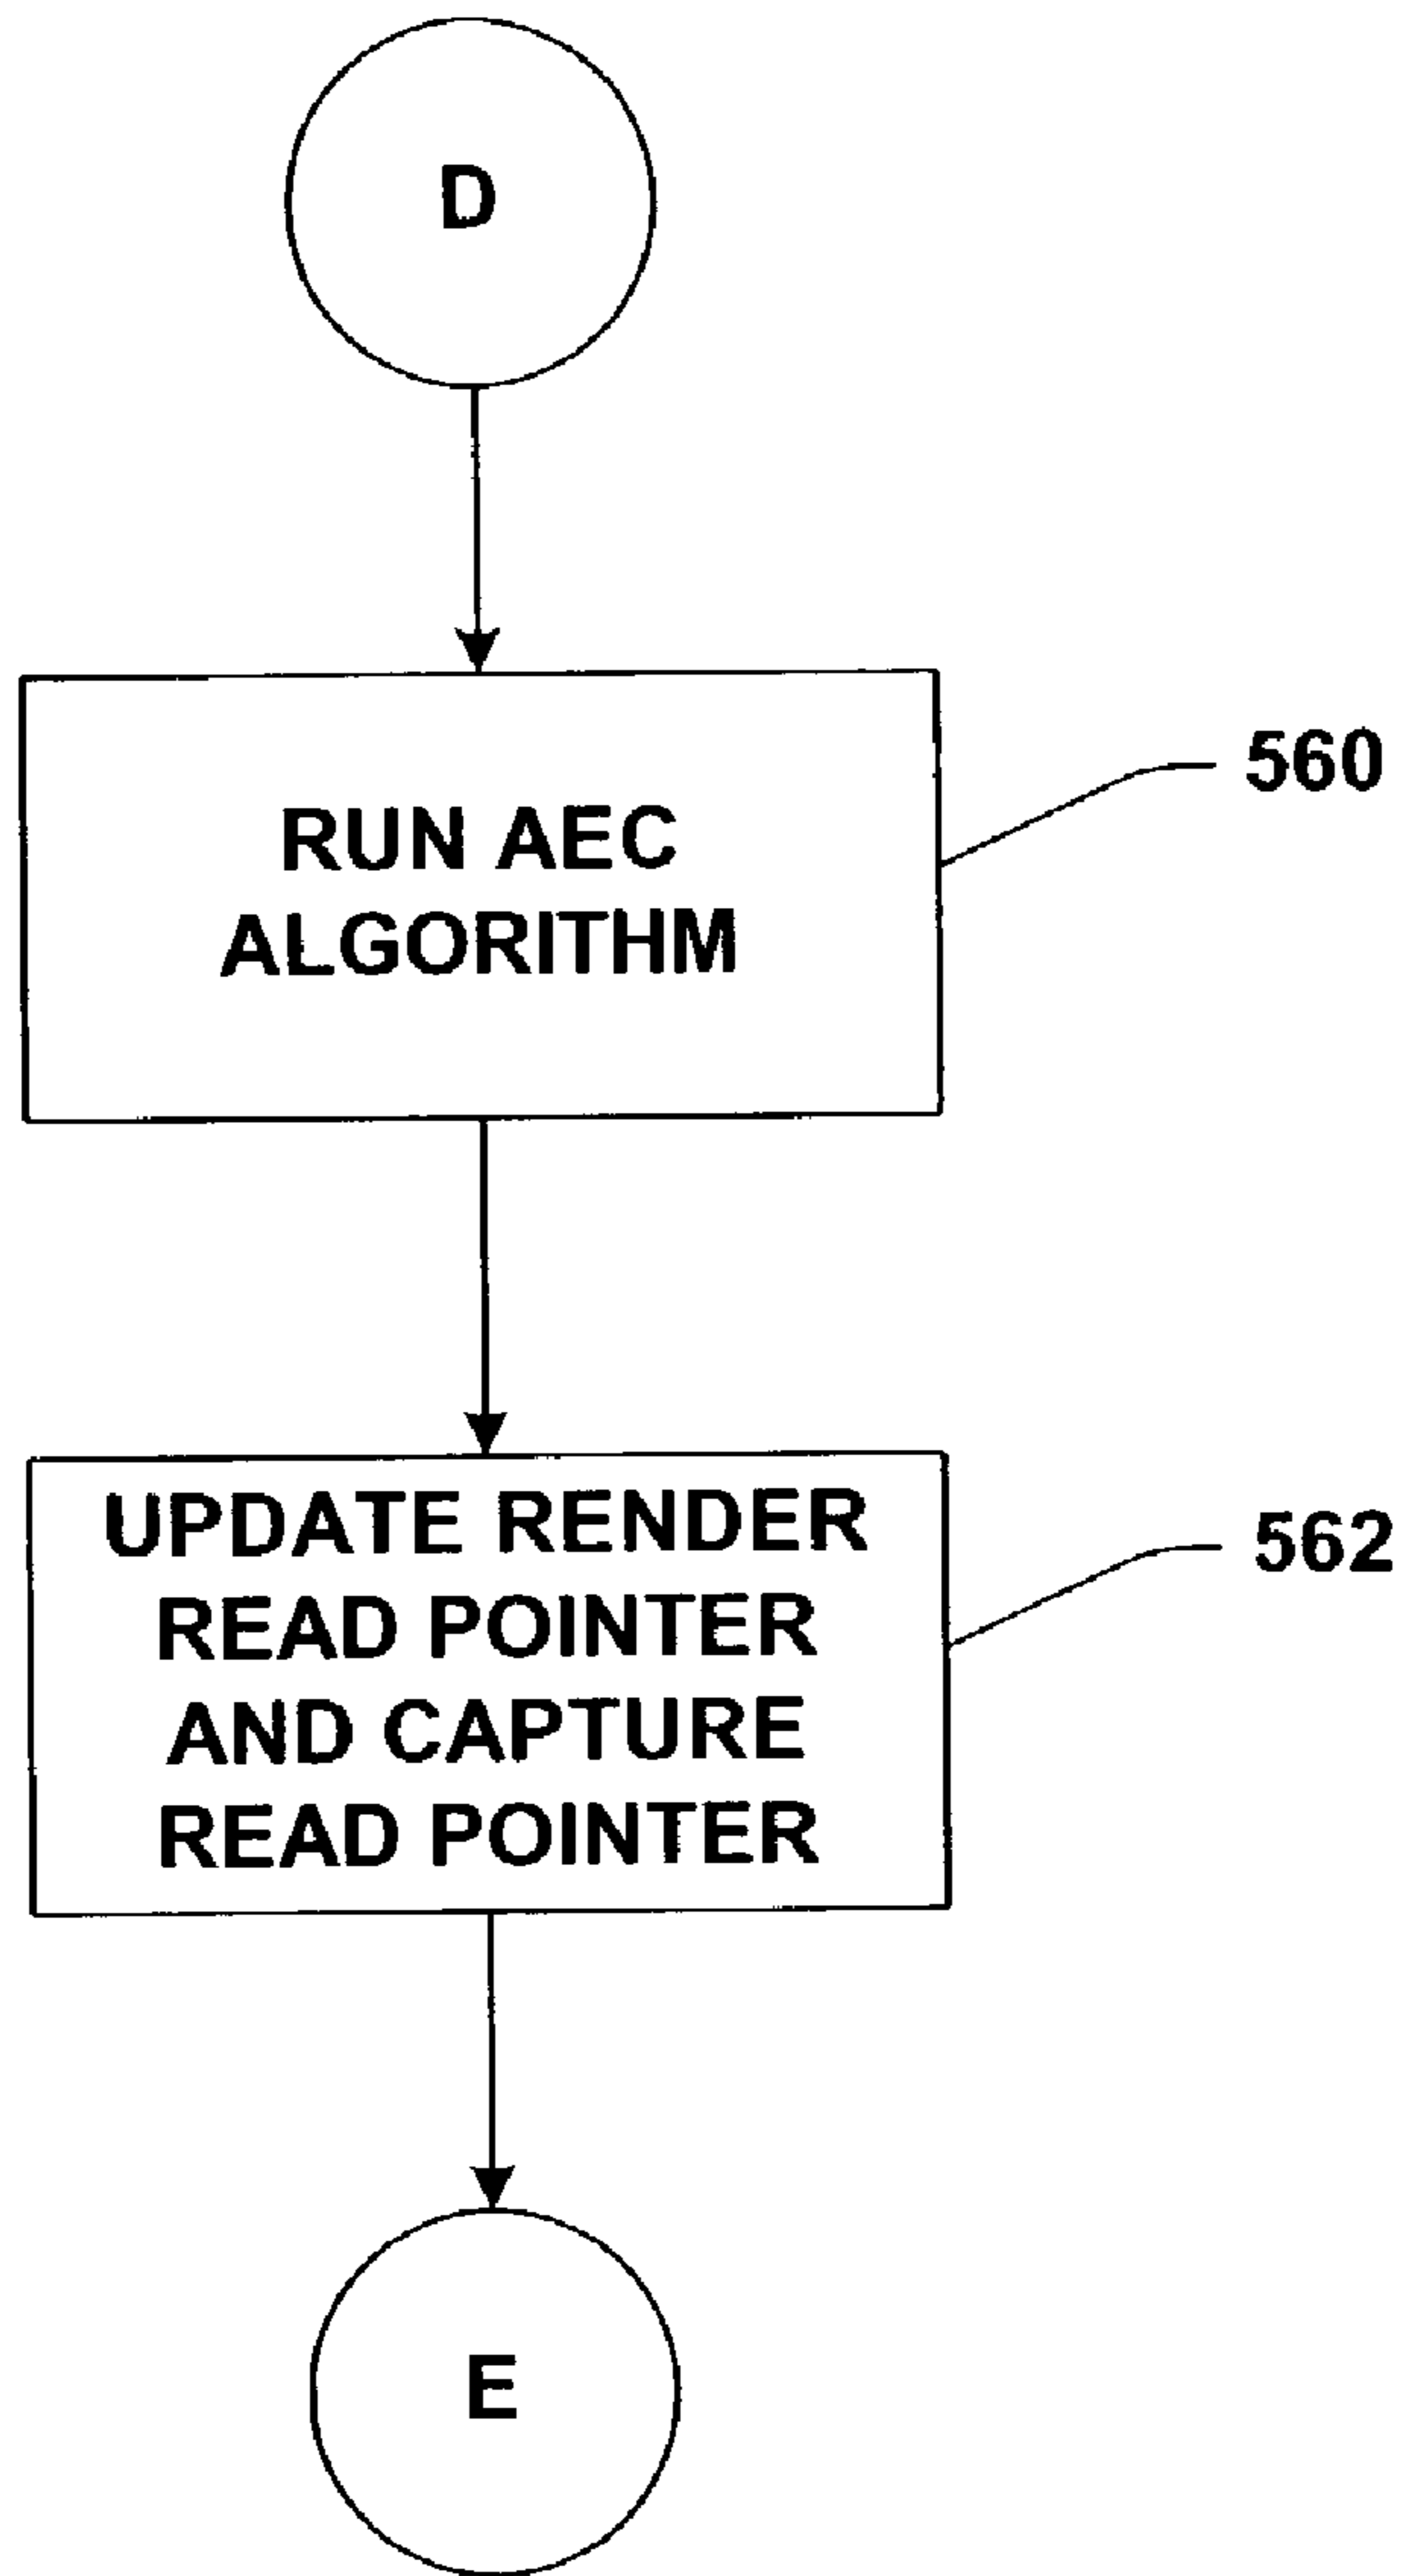 D
RUN AEC
ALGORITHM
560
UPDATE RENDER
READ POINTER
AND CAPTURE
READ POINTER
562
E